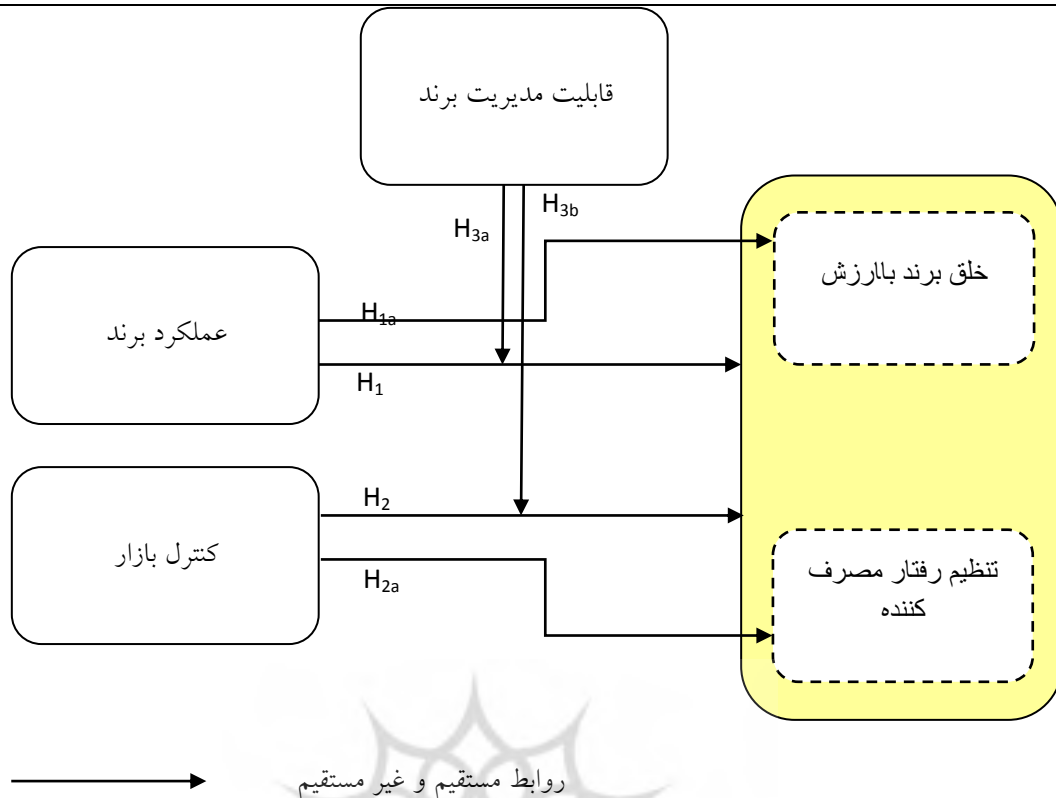 قابلیت مدیریت برند
H3b
H3a
خلق برند باارزش
عملکرد برند
H1a
H1
کنترل بازار
H2
H2a
تنظیم رفتار مصرف
کننده
روابط مستقیم و غیر مستقیم